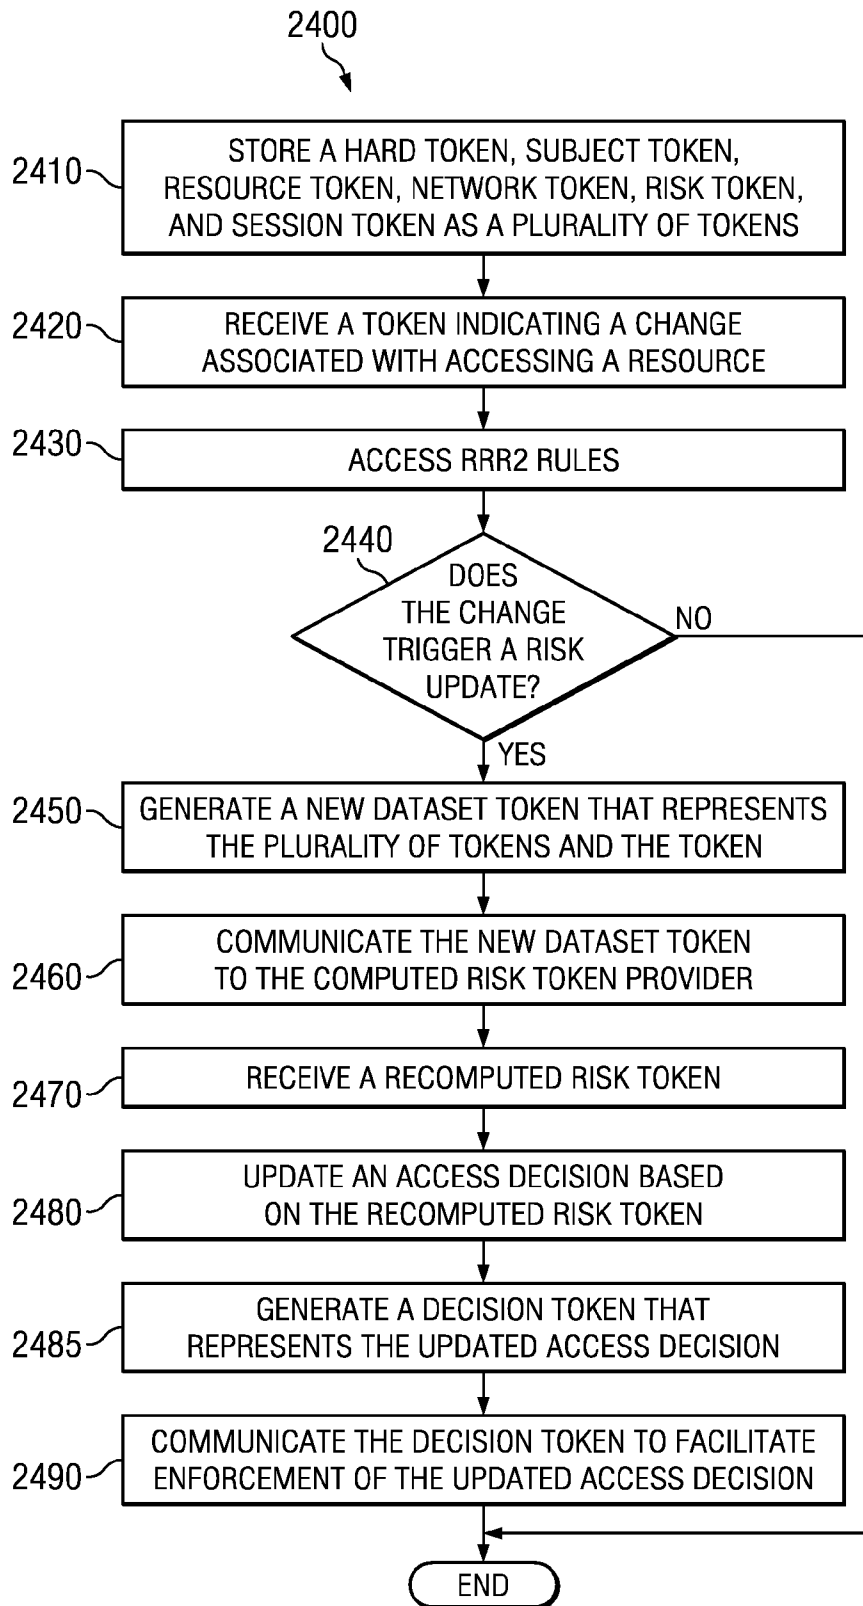 2400
2410
STORE A HARD TOKEN, SUBJECT TOKEN,
RESOURCE TOKEN, NETWORK TOKEN, RISK TOKEN,
AND SESSION TOKEN AS A PLURALITY OF TOKENS
2420
RECEIVE A TOKEN INDICATING A CHANGE
ASSOCIATED WITH ACCESSING A RESOURCE
2430
ACCESS RRR2 RULES
2440
DOES
THE CHANGE
TRIGGER A RISK
UPDATE?
NO
YES
2450
GENERATE A NEW DATASET TOKEN THAT REPRESENTS
THE PLURALITY OF TOKENS AND THE TOKEN
2460
COMMUNICATE THE NEW DATASET TOKEN
TO THE COMPUTED RISK TOKEN PROVIDER
2470
RECEIVE A RECOMPUTED RISK TOKEN
2480
UPDATE AN ACCESS DECISION BASED
ON THE RECOMPUTED RISK TOKEN
2485
GENERATE A DECISION TOKEN THAT
REPRESENTS THE UPDATED ACCESS DECISION
2490
COMMUNICATE THE DECISION TOKEN TO FACILITATE
ENFORCEMENT OF THE UPDATED ACCESS DECISION
END